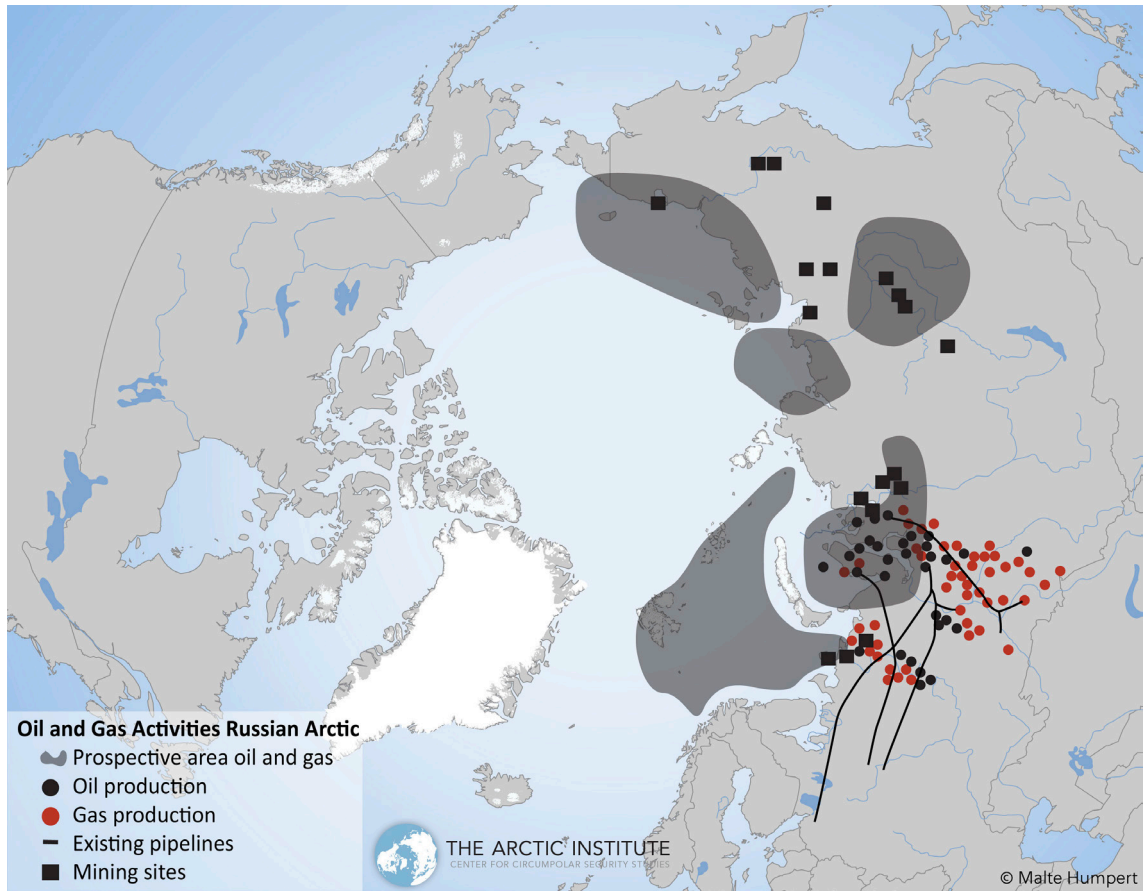 Oil and Gas Activities Russian Arctic
Prospective area oil and gas
Oil production
Gas production
Existing pipelines
Mining sites
THE ARCTIC INSTITUTE
CENTER FOR CIRCUMPOLAR SECURITY STUDIES
© Malte Humpert